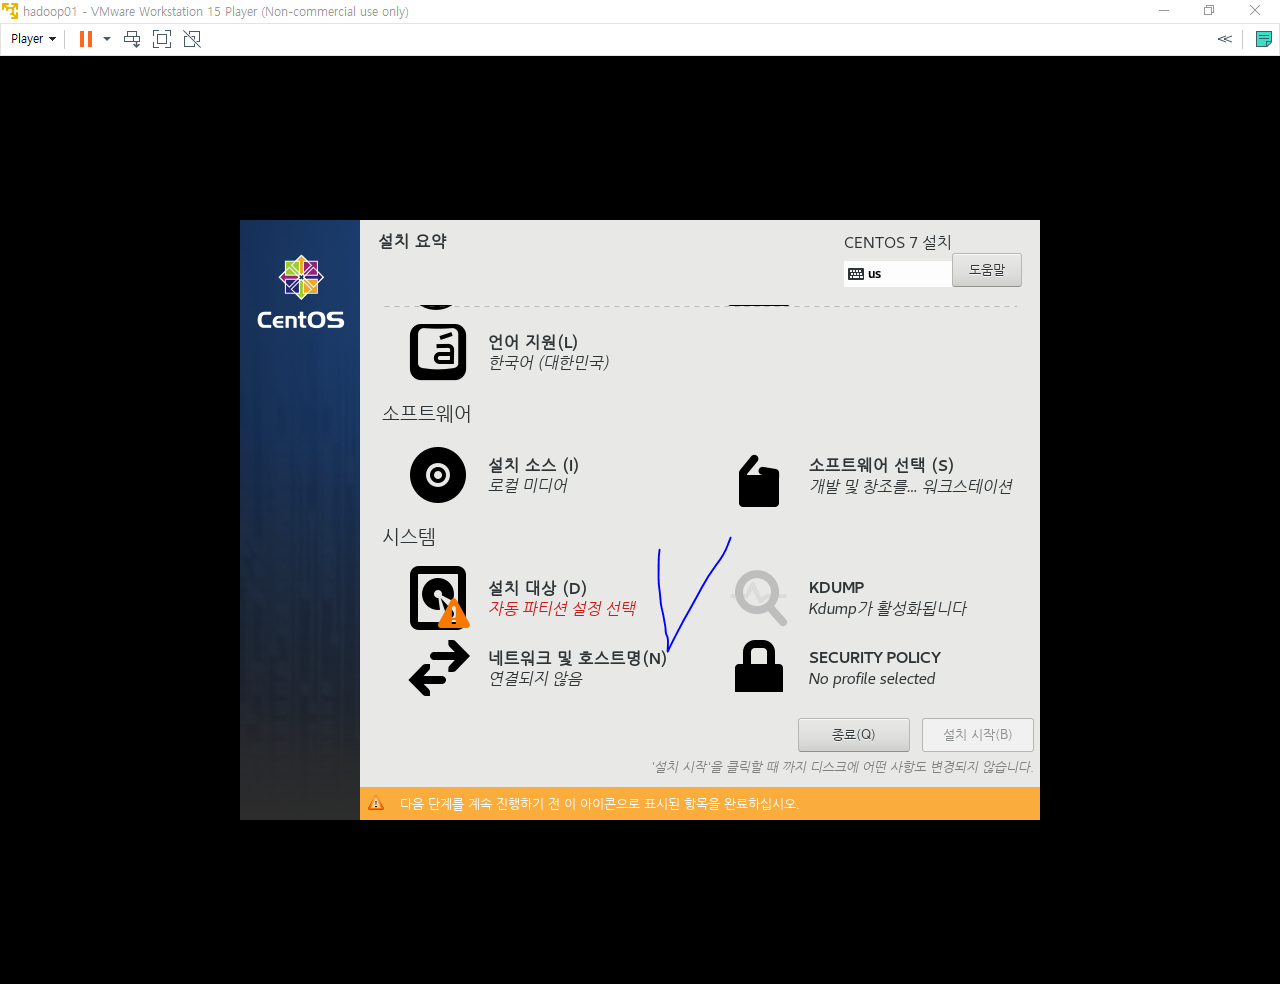 hadoop01 - VMware Workstation 15 Player (Non-commercial use only)
Player
설치 요약
CENTOS 7 설치
us
도움말
CentOS
언어 지원(L)
한국어 (대한민국)
소프트웨어
설치 소스 (I)
로컬 미디어
소프트웨어 선택 (S)
개발 및 창조를... 워크스테이션
시스템
설치 대상 (D)
자동 파티션 설정 선택
KDUMP
Kdump가 활성화됩니다
네트워크 및 호스트명(N)
연결되지 않음
SECURITY POLICY
No profile selected
종료(Q)
설치 시작(B)
'설치 시작'을 클릭할 때 까지 디스크에 어떤 사항도 변경되지 않습니다.
다음 단계를 계속 진행하기 전 이 아이콘으로 표시된 항목을 완료하십시오.